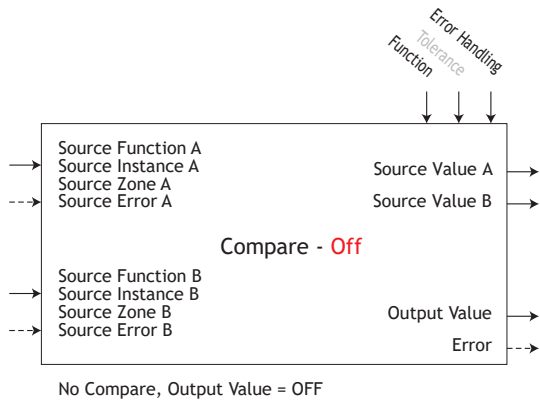 Function
Tolerance
Error Handling
Source Function A
Source Instance A
Source Zone A
Source Error A
Source Value A
Source Value B
Compare - Off
Source Function B
Source Instance B
Source Zone B
Source Error B
Output Value
Error
No Compare, Output Value = OFF